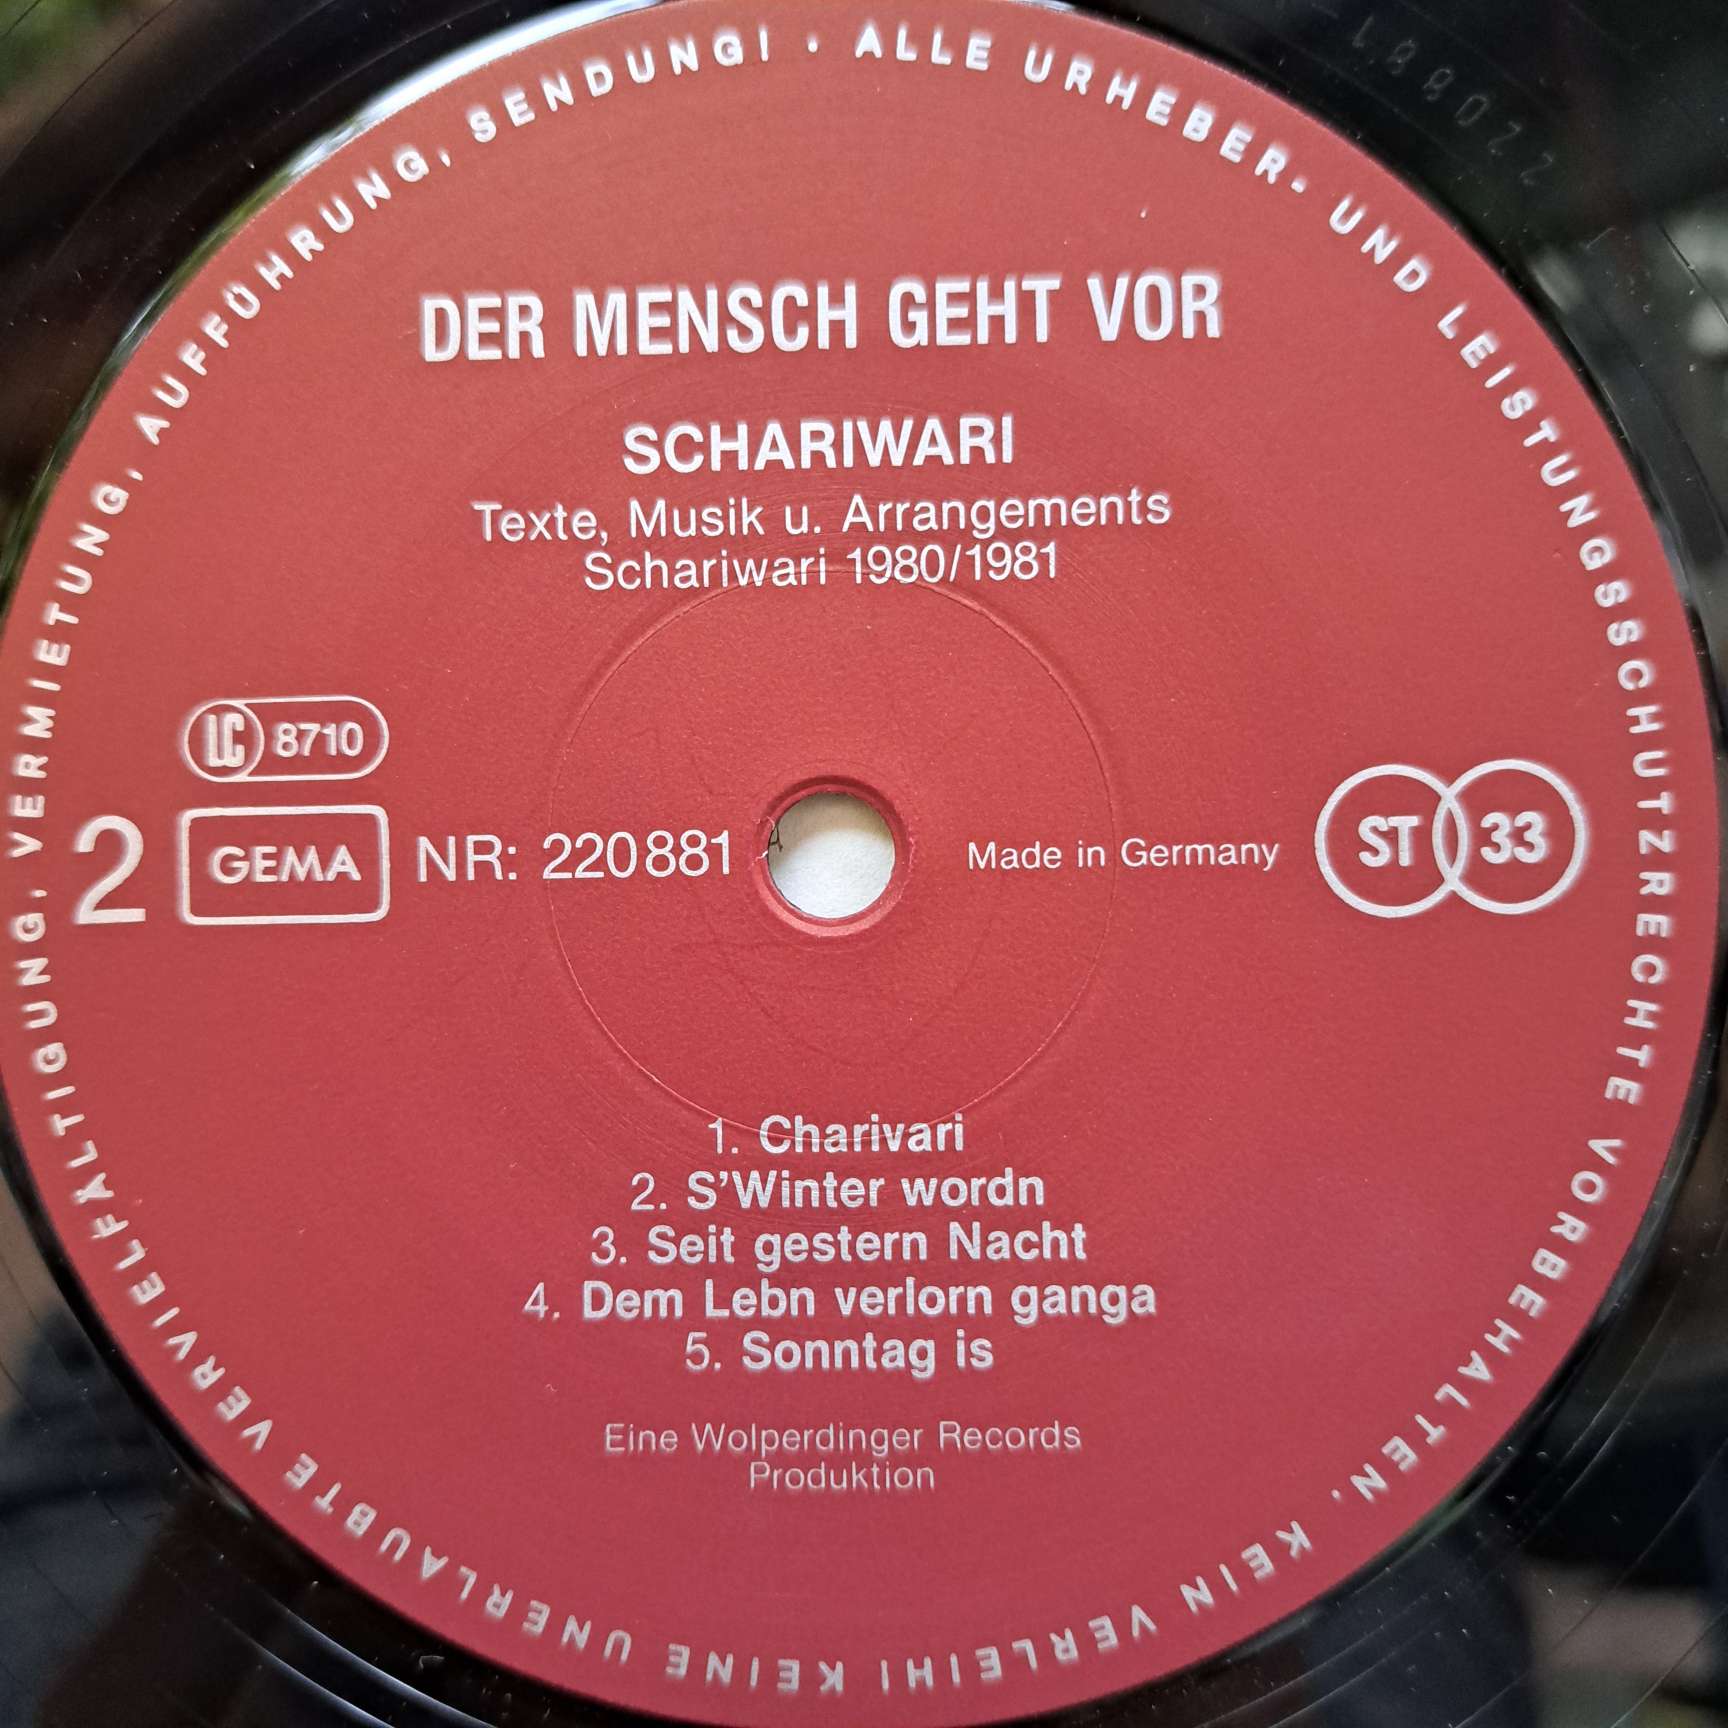 ALLE URHEBER- UND LEISTUNGSSCHUTZRECHTE VORBEHALTEN. KEIN VERLEIH! KEINE UNERLAUBTE VERVIELFÄLTIGUNG, VERMIETUNG, AUFFÜHRUNG, SENDUNG! ·
220881
DER MENSCH GEHT VOR
SCHARIWARI
Texte, Musik u. Arrangements
Schariwari 1980/1981
LC 8710
2 GEMA NR: 220881 Made in Germany ST 33
1. Charivari
2. S'Winter wordn
3. Seit gestern Nacht
4. Dem Lebn verlorn ganga
5. Sonntag is
Eine Wolperdinger Records
Produktion